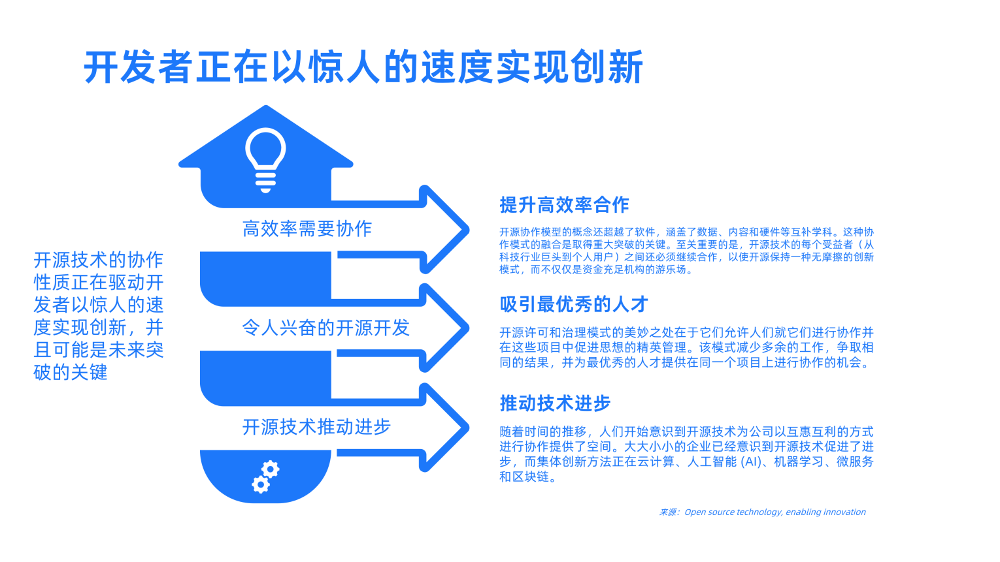 开发者正在以惊人的速度实现创新
开源技术的协作
性质正在驱动开
发者以惊人的速
度实现创新，并
且可能是未来突
破的关键
高效率需要协作
令人兴奋的开源开发
开源技术推动进步
提升高效率合作
开源协作模型的概念还超越了软件，涵盖了数据、内容和硬件等互补学科。这种协
作模式的融合是取得重大突破的关键。至关重要的是，开源技术的每个受益者（从
科技行业巨头到个人用户）之间还必须继续合作，以使开源保持一种无摩擦的创新
模式，而不仅仅是资金充足机构的游乐场。
吸引最优秀的人才
开源许可和治理模式的美妙之处在于它们允许人们就它们进行协作并
在这些项目中促进思想的精英管理。该模式减少多余的工作，争取相
同的结果，并为最优秀的人才提供在同一个项目上进行协作的机会。
推动技术进步
随着时间的推移，人们开始意识到开源技术为公司以互惠互利的方式
进行协作提供了空间。大大小小的企业已经意识到开源技术促进了进
步，而集体创新方法正在云计算、人工智能 (AI)、机器学习、微服务
和区块链。
来源：Open source technology, enabling innovation